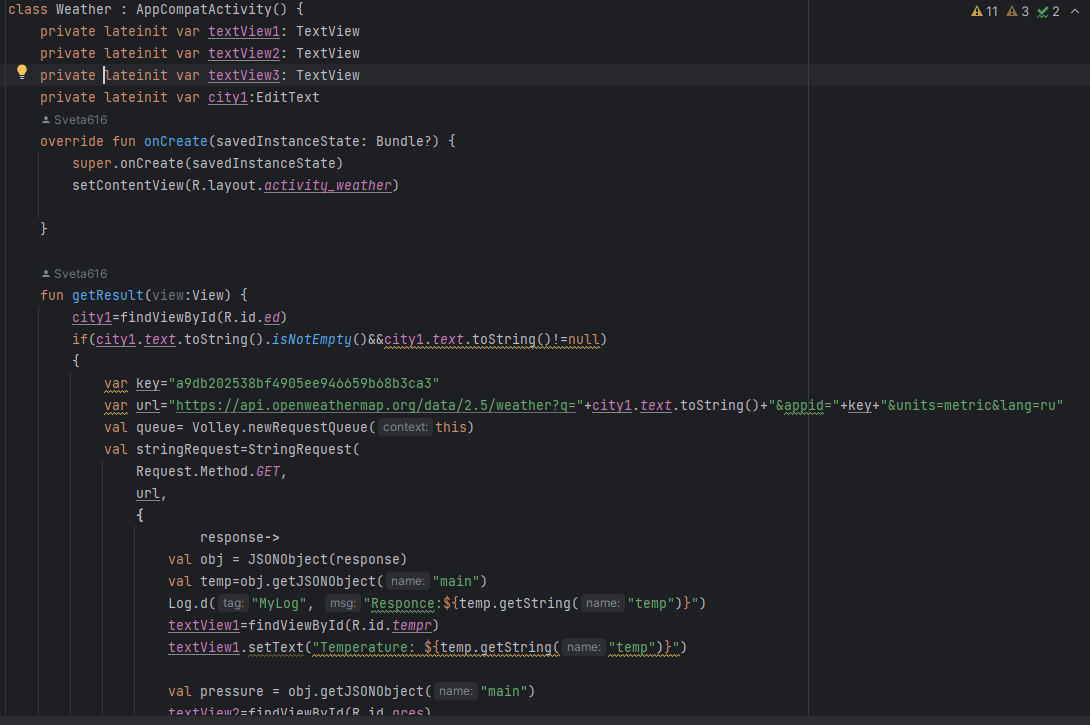 class Weather : AppCompatActivity() {
11 3 2
private lateinit var textView1: TextView
private lateinit var textView2: TextView
private lateinit var textView3: TextView
private lateinit var city1:EditText
Sveta616
override fun onCreate(savedInstanceState: Bundle?) {
super.onCreate(savedInstanceState)
setContentView(R.layout.activity_weather)
}
Sveta616
fun getResult(view:View) {
city1=findViewById(R.id.ed)
if(city1.text.toString().isNotEmpty()&&city1.text.toString()!=null)
{
var key="a9db202538bf4905ee946659b68b3ca3"
var url="https://api.openweathermap.org/data/2.5/weather?q="+city1.text.toString()+"&appid="+key+"&units=metric&lang=ru"
val queue= Volley.newRequestQueue( context: this)
val stringRequest=StringRequest(
Request.Method.GET,
url,
{
response->
val obj = JSONObject(response)
val temp=obj.getJSONObject( name: "main")
Log.d( tag: "MyLog", msg: "Responce:${temp.getString( name: "temp")}")
textView1=findViewById(R.id.tempr)
textView1.setText("Temperature: ${temp.getString( name: "temp")}")
val pressure = obj.getJSONObject( name: "main")
textView2=findViewById(R.id.pres)